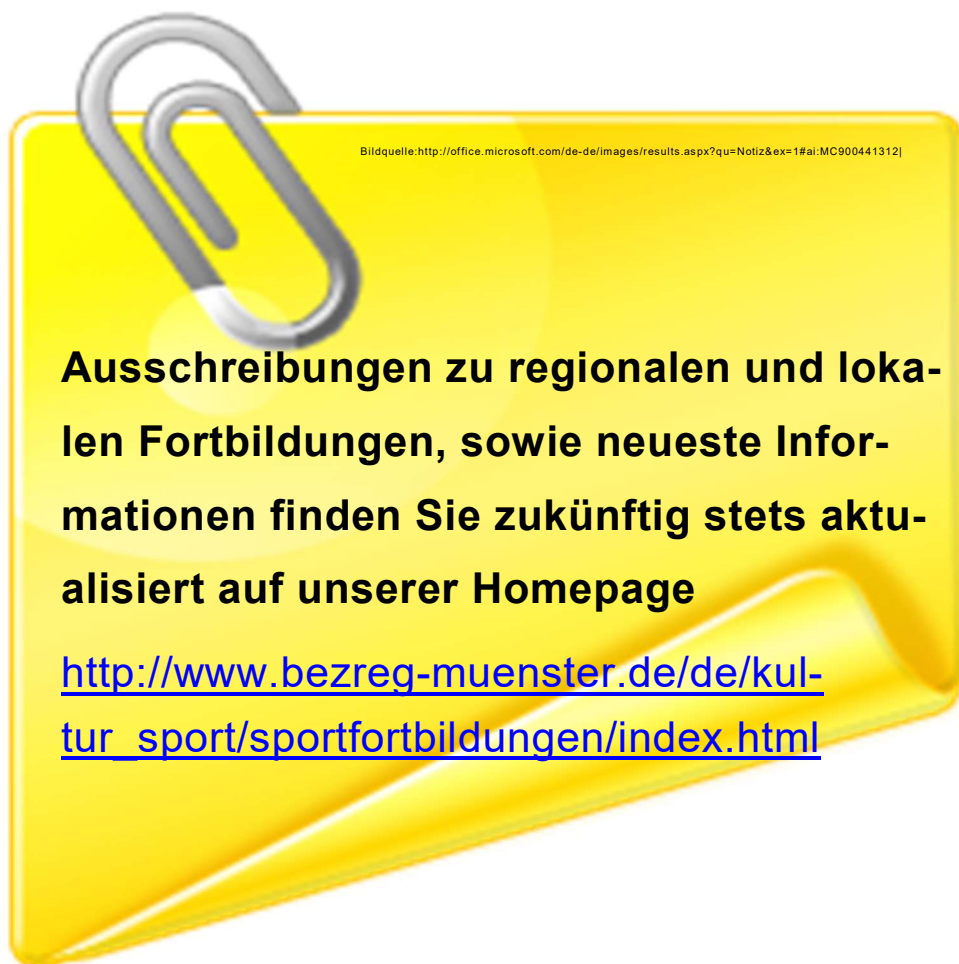 Bildquelle:http://office.microsoft.com/de-de/images/results.aspx?qu=Notiz&ex=1#ai:MC900441312|
Ausschreibungen zu regionalen und loka-
len Fortbildungen, sowie neueste Infor-
mationen finden Sie zukünftig stets aktu-
alisiert auf unserer Homepage
http://www.bezreg-muenster.de/de/kul-
tur_sport/sportfortbildungen/index.html